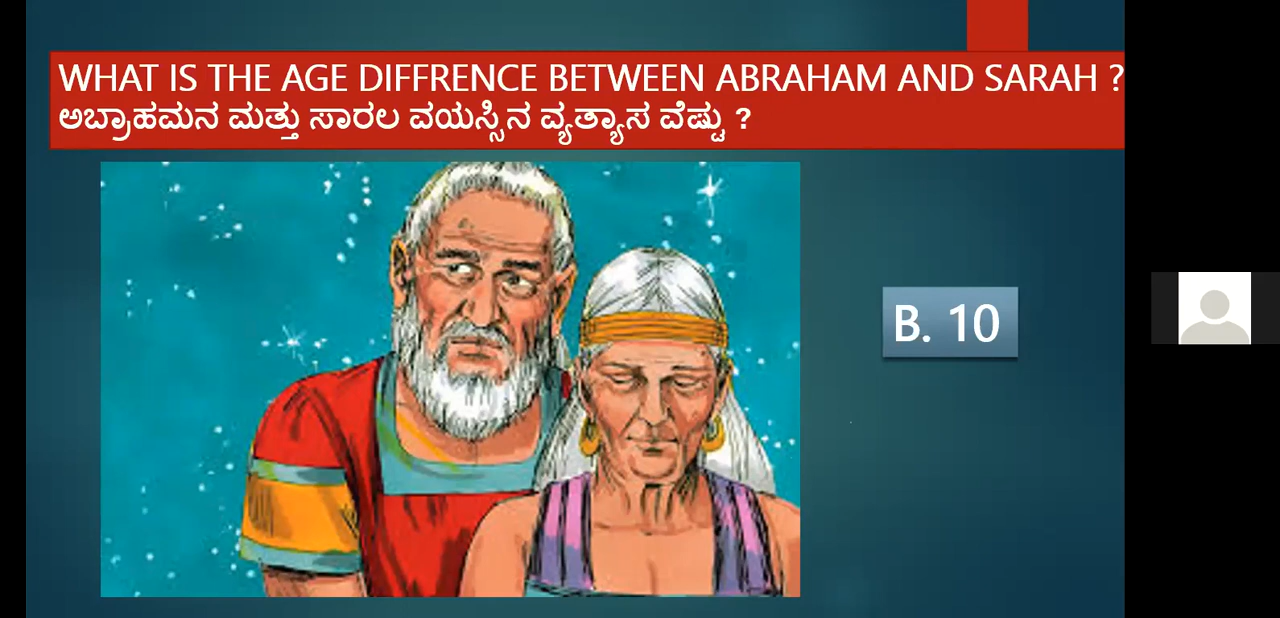 WHAT IS THE AGE DIFFRENCE BETWEEN ABRAHAM AND SARAH ?
ಅಬ್ರಾಹಮನ ಮತ್ತು ಸಾರಲ ವಯಸ್ಸಿನ ವ್ಯತ್ಯಾಸ ವೆಷ್ಟು ?
B. 10